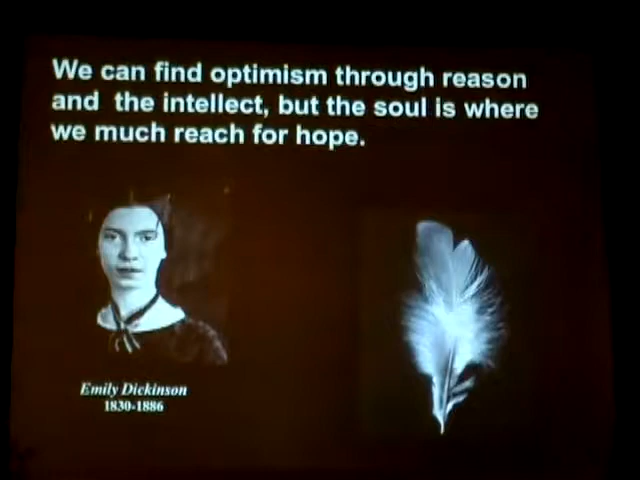 We can find optimism through reason
and the intellect, but the soul is where
we much reach for hope.
Emily Dickinson
1830-1886